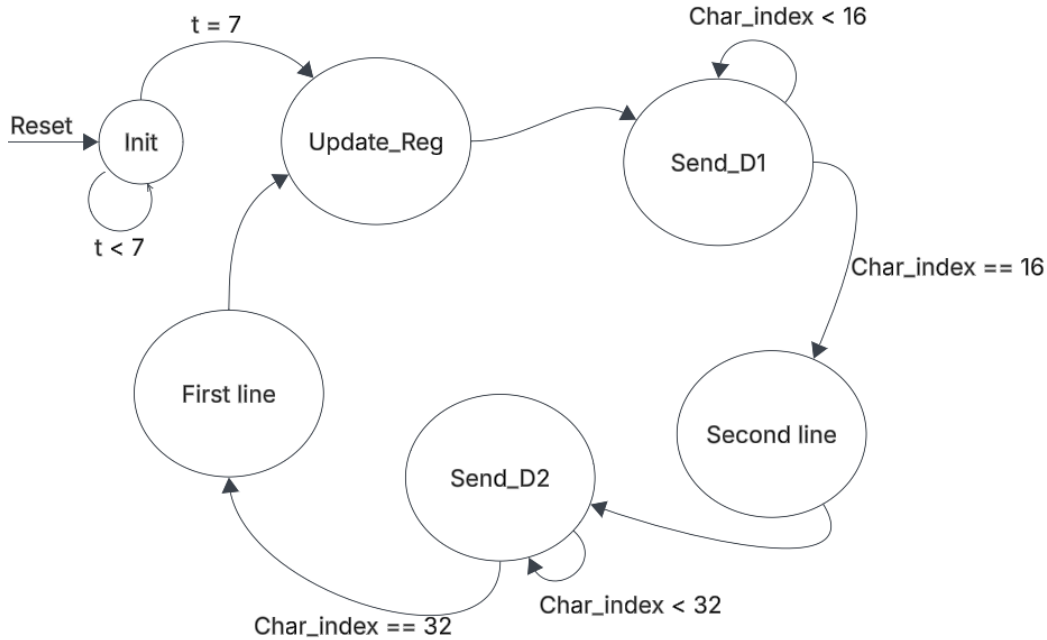 t = 7
Char_index < 16
Reset
Init
Update_Reg
Send_D1
t < 7
Char_index == 16
First line
Second line
Send_D2
Char_index < 32
Char_index == 32